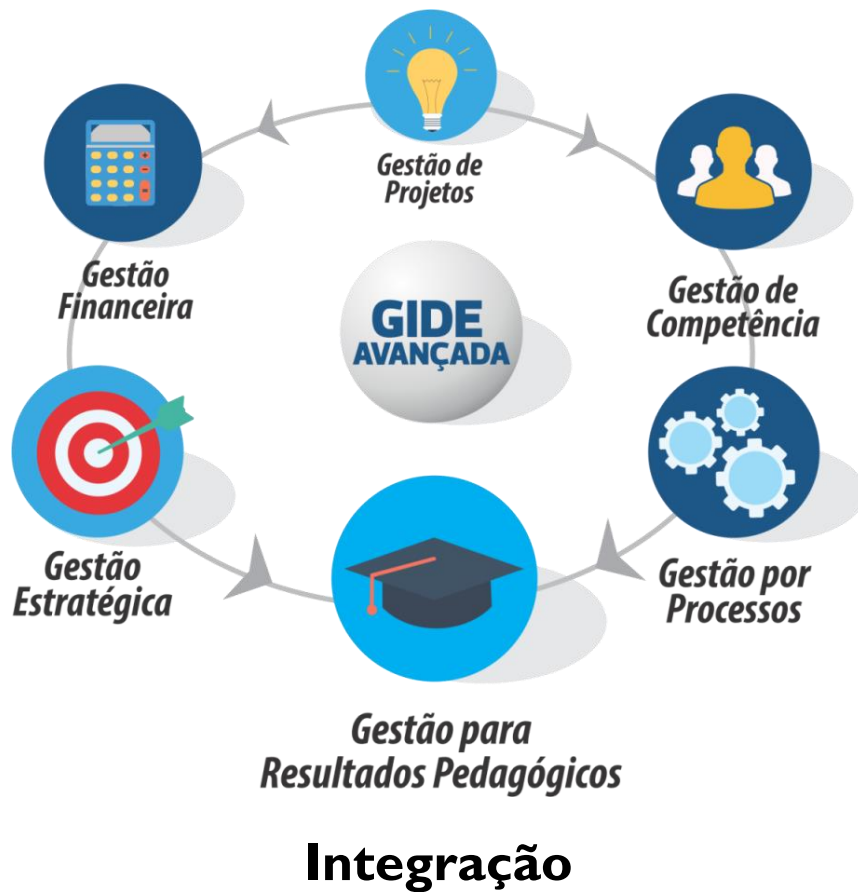 Gestão de
Projetos
Gestão
Financeira
Gestão de
Competência
GIDE
AVANÇADA
Gestão
Estratégica
Gestão por
Processos
Gestão para
Resultados Pedagógicos
Integração